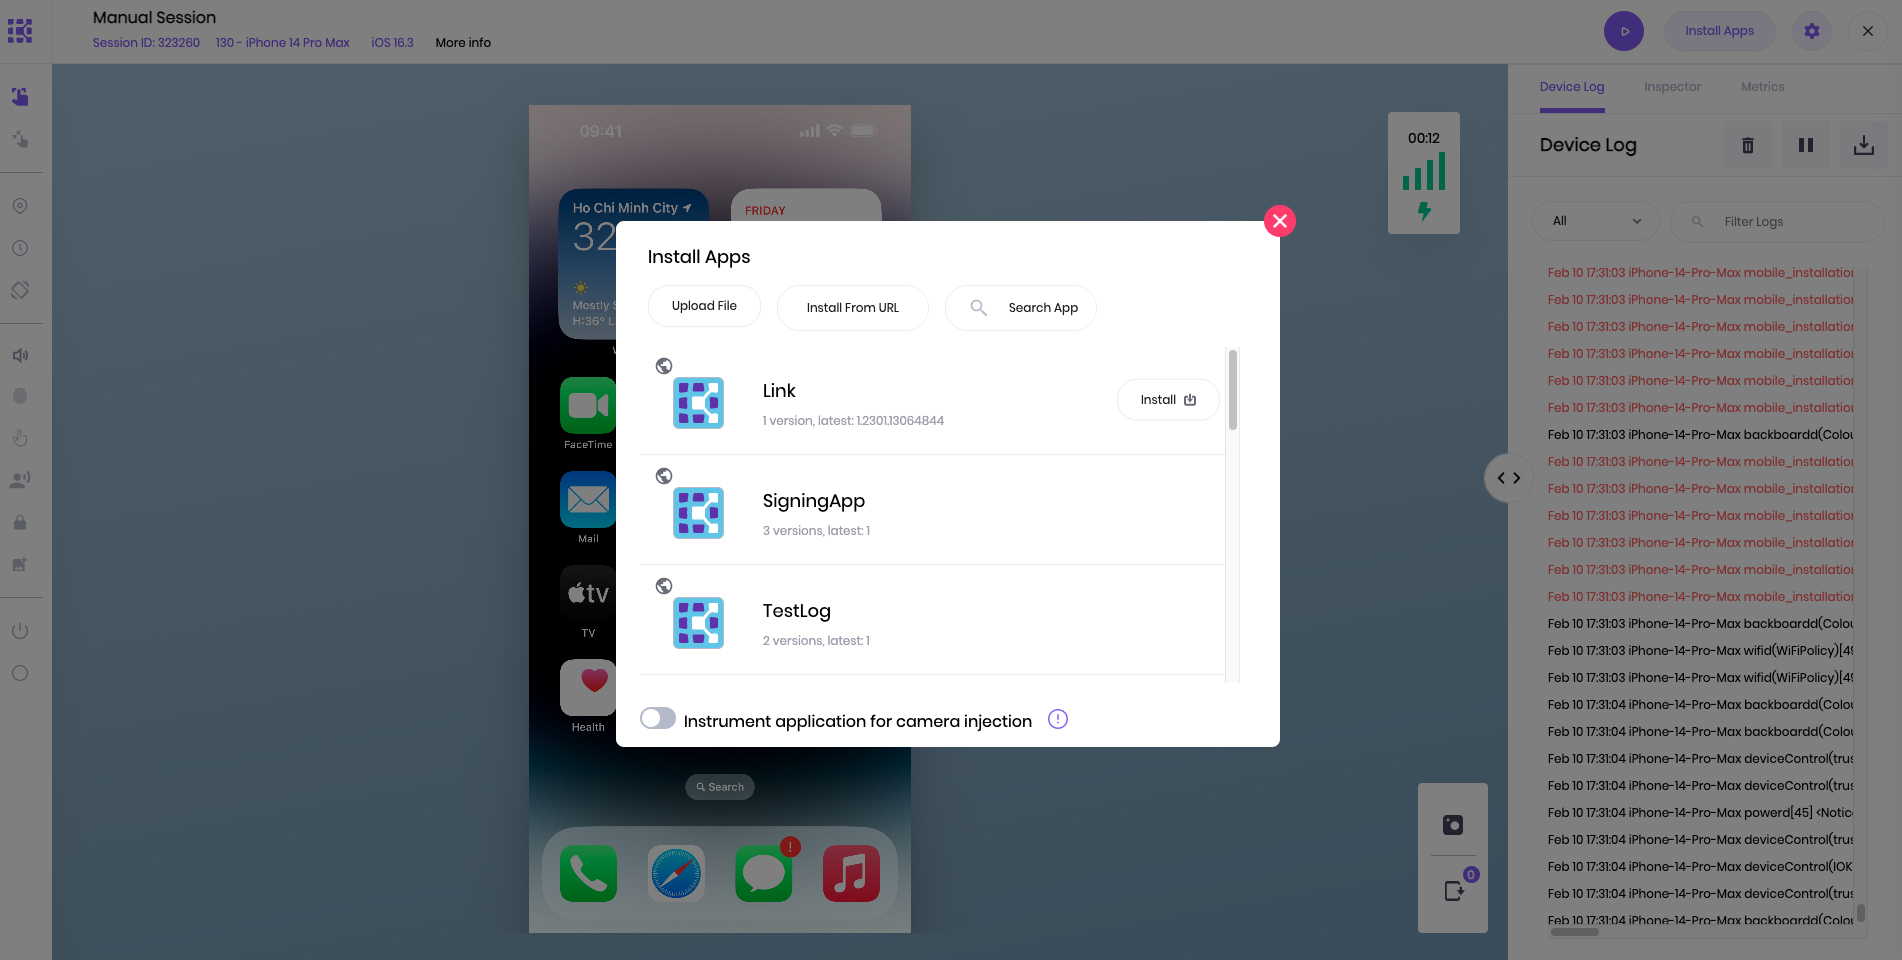 Manual Session
Session ID: 323260 130 - iPhone 14 Pro Max iOS 16.3 More info
Install Apps
Device Log Inspector Metrics
Device Log
All
Filter Logs
Feb 10 17:31:03 iPhone-14-Pro-Max mobile_installation
Feb 10 17:31:03 iPhone-14-Pro-Max mobile_installation
Feb 10 17:31:03 iPhone-14-Pro-Max mobile_installation
Feb 10 17:31:03 iPhone-14-Pro-Max mobile_installation
Feb 10 17:31:03 iPhone-14-Pro-Max mobile_installation
Feb 10 17:31:03 iPhone-14-Pro-Max mobile_installation
Feb 10 17:31:03 iPhone-14-Pro-Max backboardd(Colou
Feb 10 17:31:03 iPhone-14-Pro-Max mobile_installation
Feb 10 17:31:03 iPhone-14-Pro-Max mobile_installation
Feb 10 17:31:03 iPhone-14-Pro-Max mobile_installation
Feb 10 17:31:03 iPhone-14-Pro-Max mobile_installation
Feb 10 17:31:03 iPhone-14-Pro-Max mobile_installation
Feb 10 17:31:03 iPhone-14-Pro-Max mobile_installation
Feb 10 17:31:03 iPhone-14-Pro-Max backboardd(Colou
Feb 10 17:31:03 iPhone-14-Pro-Max wifid(WiFiPolicy)[49
Feb 10 17:31:03 iPhone-14-Pro-Max wifid(WiFiPolicy)[49
Feb 10 17:31:04 iPhone-14-Pro-Max backboardd(Colou
Feb 10 17:31:04 iPhone-14-Pro-Max backboardd(Colou
Feb 10 17:31:04 iPhone-14-Pro-Max deviceControl(trus
Feb 10 17:31:04 iPhone-14-Pro-Max deviceControl(trus
Feb 10 17:31:04 iPhone-14-Pro-Max powerd[45] <Notic
Feb 10 17:31:04 iPhone-14-Pro-Max deviceControl(trus
Feb 10 17:31:04 iPhone-14-Pro-Max deviceControl(IOK
Feb 10 17:31:04 iPhone-14-Pro-Max deviceControl(trus
Feb 10 17:31:04 iPhone-14-Pro-Max backboardd(Colou
00:12
0
09:41
Ho Chi Minh City
32
Mostly S
H:36° L
FRIDAY
FaceTime
Mail
tv
TV
Health
Search
!
Install Apps
Upload File
Install From URL
Search App
Link
1 version, latest: 1.2301.13064844
Install
SigningApp
3 versions, latest: 1
TestLog
2 versions, latest: 1
Instrument application for camera injection